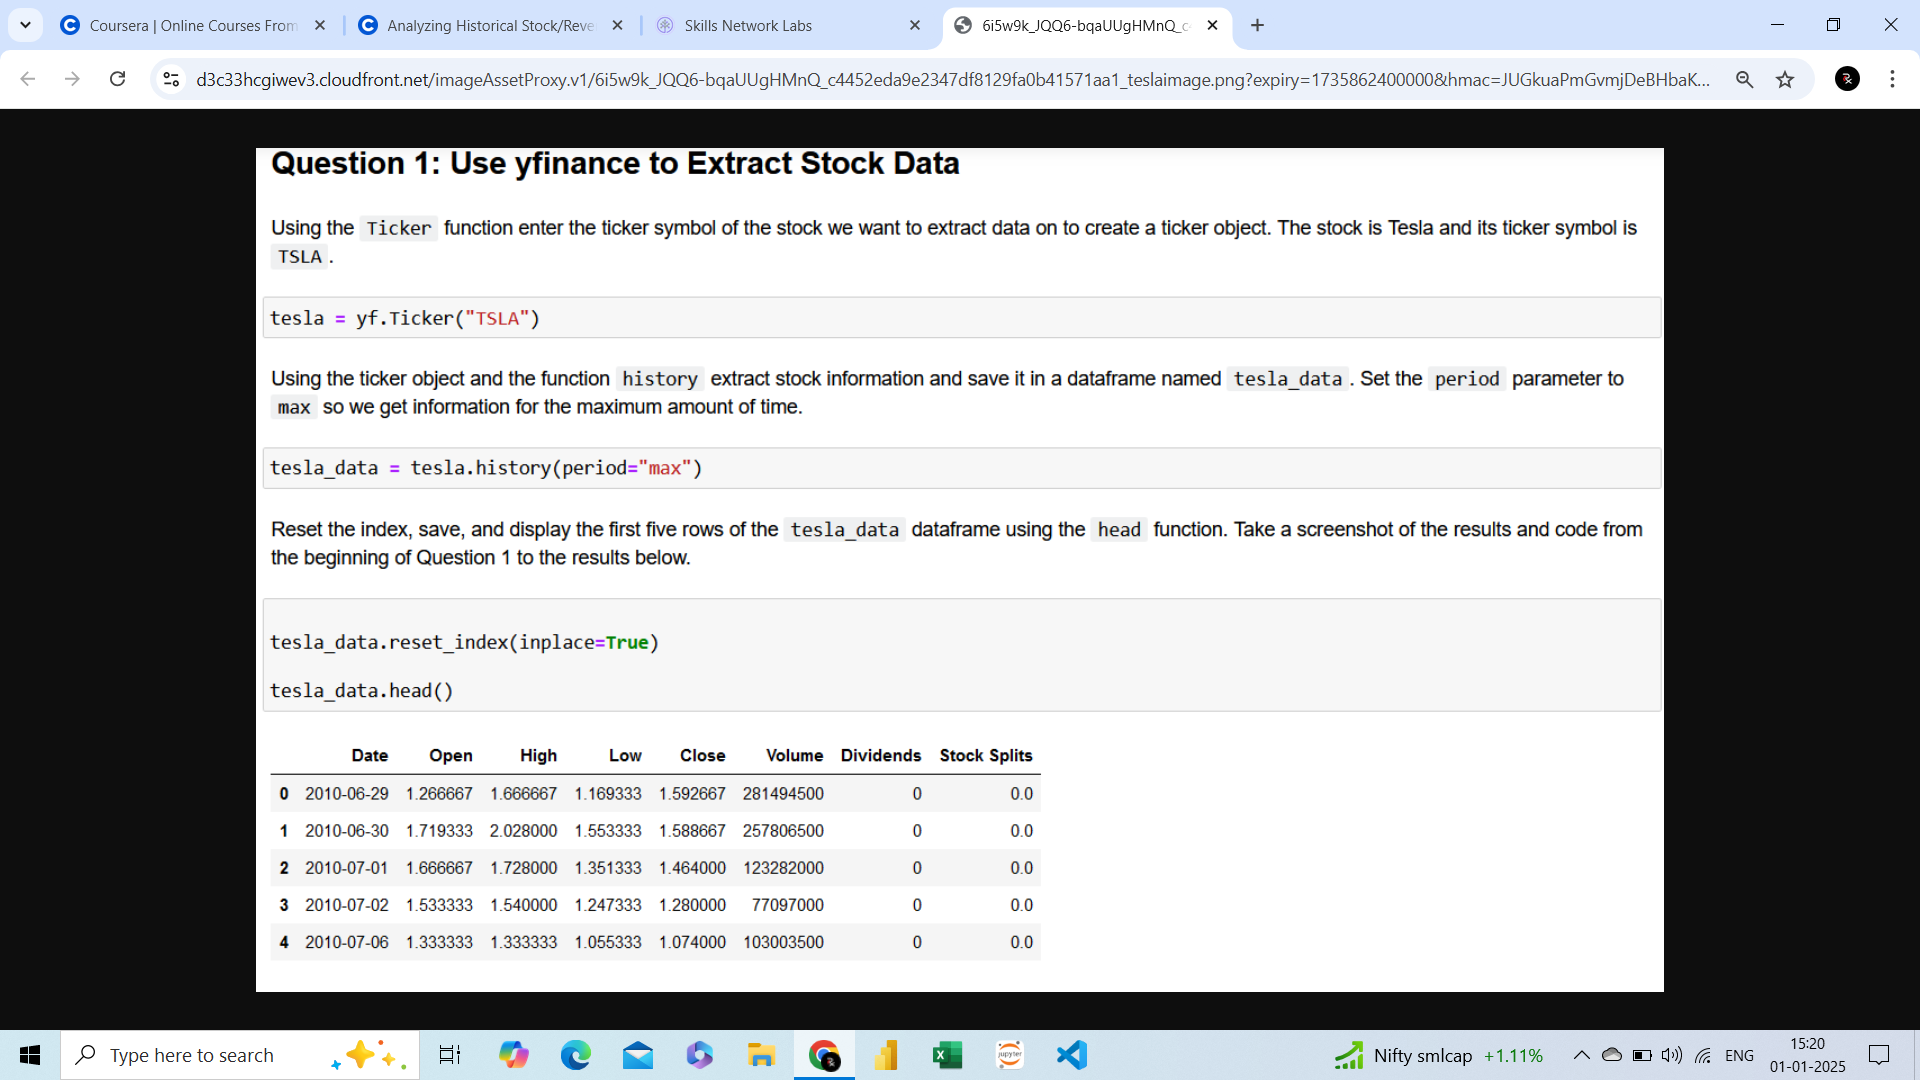 Coursera | Online Courses From
Analyzing Historical Stock/Reve
Skills Network Labs
6i5w9k_JQQ6-bqaUUgHMnQ_c
d3c33hcgiwev3.cloudfront.net/imageAssetProxy.v1/6i5w9k_JQQ6-bqaUUgHMnQ_c4452eda9e2347df8129fa0b41571aa1_teslaimage.png?expiry=1735862400000&hmac=JUGkuaPmGvmjDeBHbaK...
Question 1: Use yfinance to Extract Stock Data
Using the Ticker function enter the ticker symbol of the stock we want to extract data on to create a ticker object. The stock is Tesla and its ticker symbol is
TSLA .
tesla = yf.Ticker("TSLA")
Using the ticker object and the function history extract stock information and save it in a dataframe named tesla_data . Set the period parameter to
max so we get information for the maximum amount of time.
tesla_data = tesla.history(period="max")
Reset the index, save, and display the first five rows of the tesla_data dataframe using the head function. Take a screenshot of the results and code from
the beginning of Question 1 to the results below.
tesla_data.reset_index(inplace=True)
tesla_data.head()
Date Open High Low Close Volume Dividends Stock Splits
0 2010-06-29 1.266667 1.666667 1.169333 1.592667 281494500 0 0.0
1 2010-06-30 1.719333 2.028000 1.553333 1.588667 257806500 0 0.0
2 2010-07-01 1.666667 1.728000 1.351333 1.464000 123282000 0 0.0
3 2010-07-02 1.533333 1.540000 1.247333 1.280000 77097000 0 0.0
4 2010-07-06 1.333333 1.333333 1.055333 1.074000 103003500 0 0.0
Type here to search
jupyter
Nifty smlcap +1.11%
ENG
15:20
01-01-2025